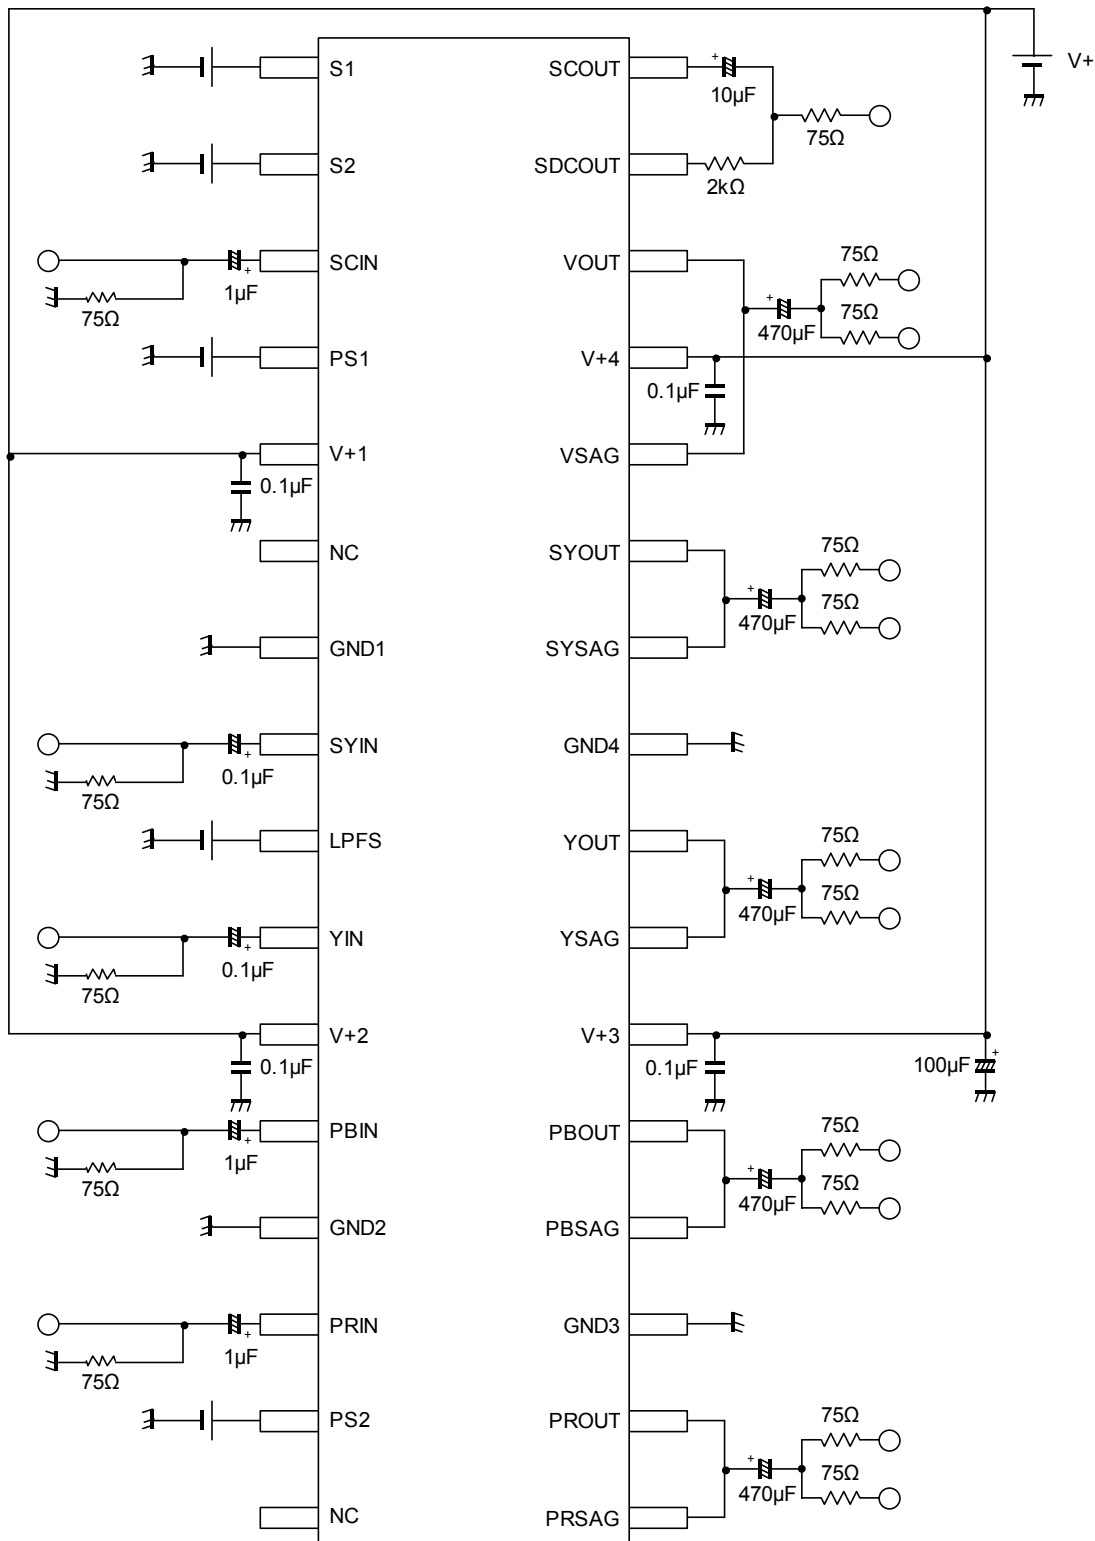 V+
S1
SCOUT
+
10µF
75Ω
S2
SDCOUT
2kΩ
SCIN
+
1µF
75Ω
VOUT
75Ω
75Ω
+
470µF
PS1
V+4
0.1µF
V+1
0.1µF
VSAG
NC
SYOUT
75Ω
75Ω
+
470µF
GND1
SYSAG
SYIN
+
0.1µF
75Ω
GND4
LPFS
YOUT
75Ω
75Ω
+
470µF
YIN
+
0.1µF
75Ω
YSAG
V+2
0.1µF
V+3
0.1µF
100µF
+
PBIN
+
1µF
75Ω
PBOUT
75Ω
75Ω
+
470µF
GND2
PBSAG
PRIN
+
1µF
75Ω
GND3
PS2
PROUT
75Ω
75Ω
+
470µF
NC
PRSAG